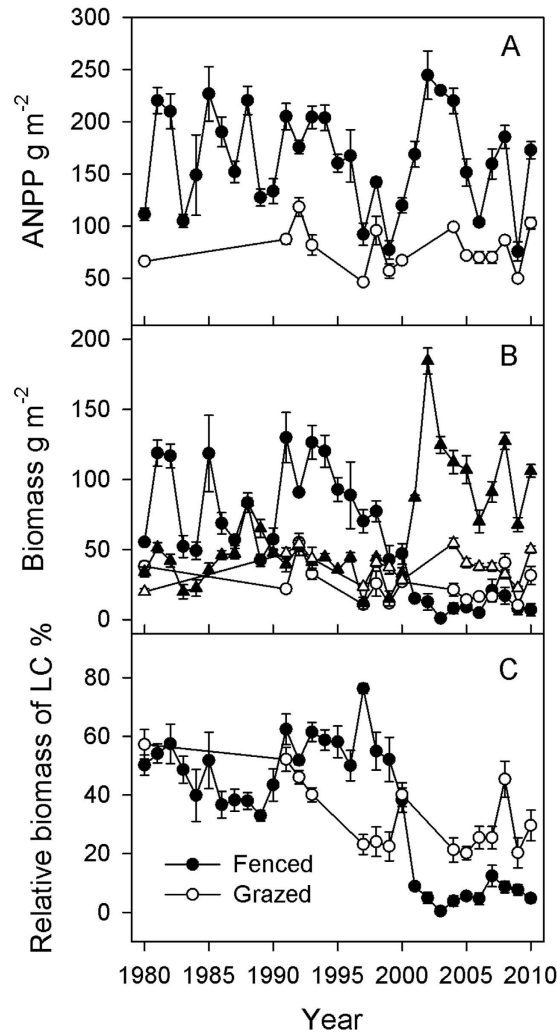 A
ANPP g m-2
300
250
200
150
100
50
0
B
Biomass g m-2
200
150
100
50
0
C
Relative biomass of LC %
80
60
40
20
0
Fenced
Grazed
1980 1985 1990 1995 2000 2005 2010
Year